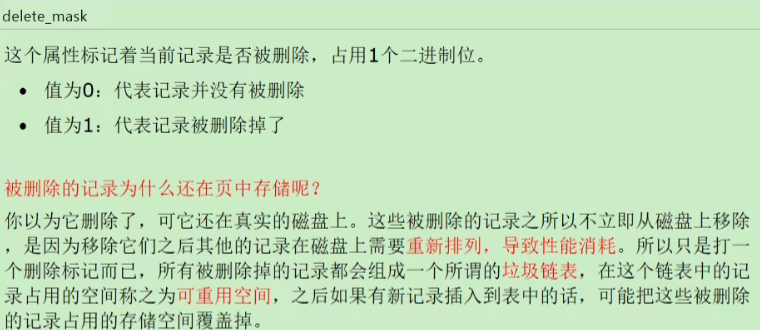 delete_mask
这个属性标记着当前记录是否被删除，占用1个二进制位。
• 值为0：代表记录并没有被删除
• 值为1：代表记录被删除掉了
被删除的记录为什么还在页中存储呢？
你以为它删除了，可它还在真实的磁盘上。这些被删除的记录之所以不立即从磁盘上移除
，是因为移除它们之后其他的记录在磁盘上需要重新排列，导致性能消耗。所以只是打一
个删除标记而已，所有被删除掉的记录都会组成一个所谓的垃圾链表，在这个链表中的记
录占用的空间称之为可重用空间，之后如果有新记录插入到表中的话，可能把这些被删除
的记录占用的存储空间覆盖掉。